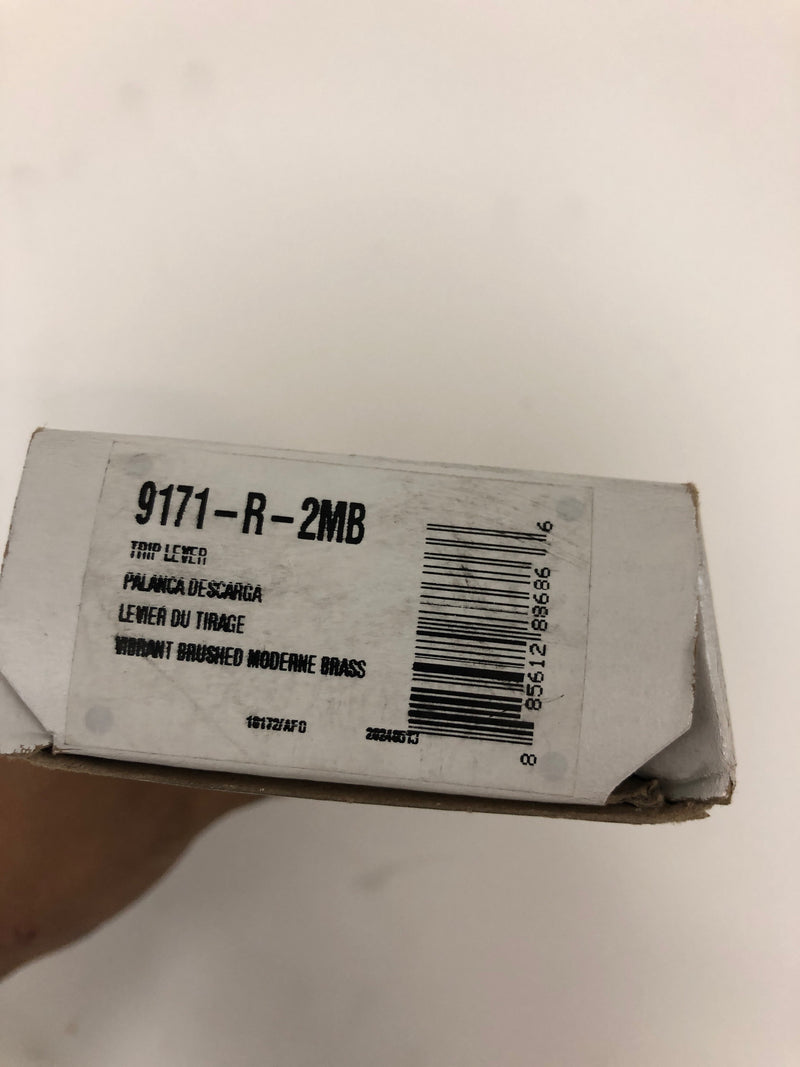 9171-R-2MB
TRIP LEVER
PALANCA DESCARGA
LEVIER DU TIRAGE
VIBRANT BRUSHED MODERNE BRASS
8 85612 88686 6